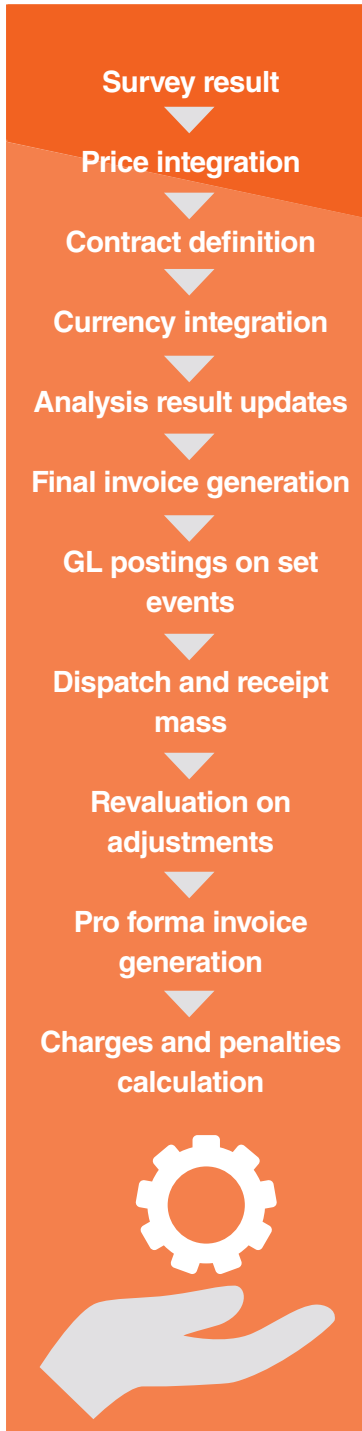 Survey result
Price integration
Contract definition
Currency integration
Analysis result updates
Final invoice generation
GL postings on set
events
Dispatch and receipt
mass
Revaluation on
adjustments
Pro forma invoice
generation
Charges and penalties
calculation